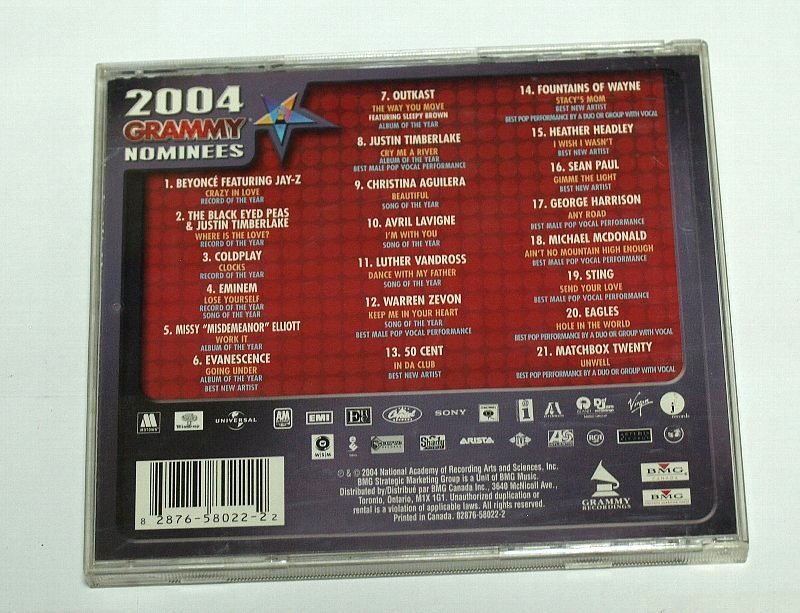 2004
GRAMMY
NOMINEES
1. BEYONCÉ FEATURING JAY-Z
CRAZY IN LOVE
RECORD OF THE YEAR
2. THE BLACK EYED PEAS
& JUSTIN TIMBERLAKE
WHERE IS THE LOVE?
RECORD OF THE YEAR
3. COLDPLAY
CLOCKS
RECORD OF THE YEAR
4. EMINEM
LOSE YOURSELF
RECORD OF THE YEAR
SONG OF THE YEAR
5. MISSY "MISDEMEANOR" ELLIOTT
WORK IT
ALBUM OF THE YEAR
6. EVANESCENCE
GOING UNDER
ALBUM OF THE YEAR
BEST NEW ARTIST
7. OUTKAST
THE WAY YOU MOVE
FEATURING SLEEPY BROWN
ALBUM OF THE YEAR
8. JUSTIN TIMBERLAKE
CRY ME A RIVER
ALBUM OF THE YEAR
BEST MALE POP VOCAL PERFORMANCE
9. CHRISTINA AGUILERA
BEAUTIFUL
SONG OF THE YEAR
10. AVRIL LAVIGNE
I'M WITH YOU
SONG OF THE YEAR
11. LUTHER VANDROSS
DANCE WITH MY FATHER
SONG OF THE YEAR
12. WARREN ZEVON
KEEP ME IN YOUR HEART
SONG OF THE YEAR
BEST MALE POP VOCAL PERFORMANCE
13. 50 CENT
IN DA CLUB
BEST NEW ARTIST
14. FOUNTAINS OF WAYNE
STACY'S MOM
BEST NEW ARTIST
BEST POP PERFORMANCE BY A DUO OR GROUP WITH VOCAL
15. HEATHER HEADLEY
I WISH I WASN'T
BEST NEW ARTIST
16. SEAN PAUL
GIMME THE LIGHT
BEST NEW ARTIST
17. GEORGE HARRISON
ANY ROAD
BEST MALE POP VOCAL PERFORMANCE
18. MICHAEL MCDONALD
AIN'T NO MOUNTAIN HIGH ENOUGH
BEST MALE POP VOCAL PERFORMANCE
19. STING
SEND YOUR LOVE
BEST MALE POP VOCAL PERFORMANCE
20. EAGLES
HOLE IN THE WORLD
BEST POP PERFORMANCE BY A DUO OR GROUP WITH VOCAL
21. MATCHBOX TWENTY
UNWELL
BEST POP PERFORMANCE BY A DUO OR GROUP WITH VOCAL
MOTOWN
UNIVERSAL
A&M
EMI
Capitol
SONY
Virgin
WSM
Shady
ARISTA
RCA
℗ & © 2004 National Academy of Recording Arts and Sciences, Inc.
BMG Strategic Marketing Group is a Unit of BMG Music.
Distributed by/Distribué par BMG Canada Inc., 3640 McNicoll Ave.,
Toronto, Ontario, M1X 1G1. Unauthorized duplication or
rental is a violation of applicable laws. All rights reserved.
Printed in Canada. 82876-58022-2
8 28765-80222 2
GRAMMY
RECORDINGS
BMG
CANADA
BMG